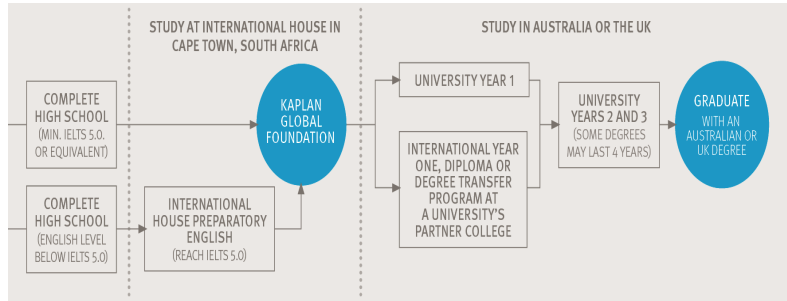 STUDY AT INTERNATIONAL HOUSE IN
CAPE TOWN, SOUTH AFRICA
STUDY IN AUSTRALIA OR THE UK
COMPLETE
HIGH SCHOOL
(MIN. IELTS 5.0.
OR EQUIVALENT)
KAPLAN
GLOBAL
FOUNDATION
UNIVERSITY YEAR 1
INTERNATIONAL YEAR
ONE, DIPLOMA OR
DEGREE TRANSFER
PROGRAM AT
A UNIVERSITY'S
PARTNER COLLEGE
UNIVERSITY
YEARS 2 AND 3
(SOME DEGREES
MAY LAST 4 YEARS)
GRADUATE
WITH AN
AUSTRALIAN OR
UK DEGREE
COMPLETE
HIGH SCHOOL
(ENGLISH LEVEL
BELOW IELTS 5.0)
INTERNATIONAL
HOUSE PREPARATORY
ENGLISH
(REACH IELTS 5.0)